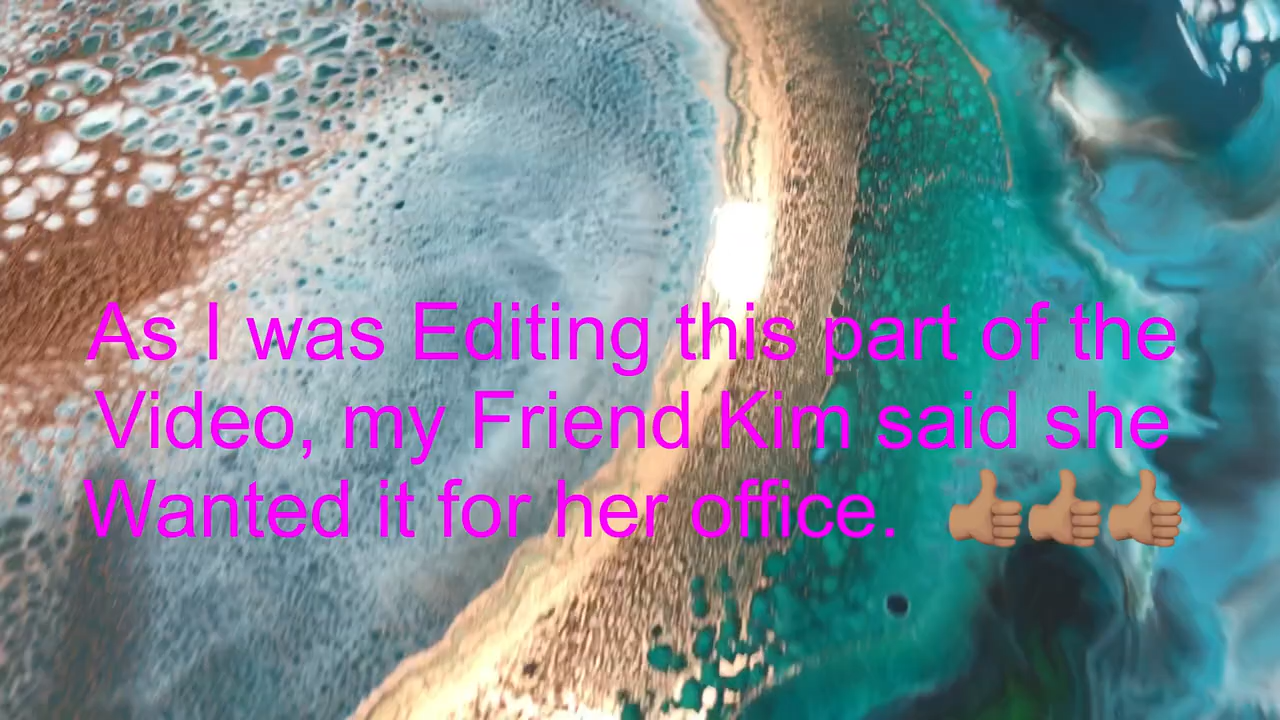 As I was Editing this part of the
Video, my Friend Kim said she
Wanted it for her office. 👍🏽👍🏽👍🏽